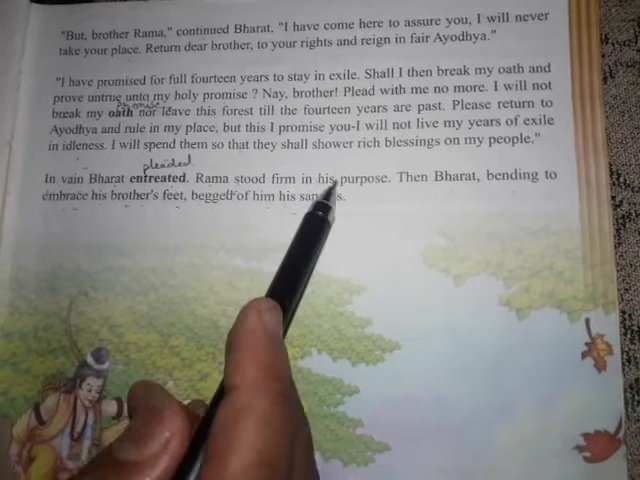 "But, brother Rama," continued Bharat, "I have come here to assure you, I will never
take your place. Return dear brother, to your rights and reign in fair Ayodhya."
"I have promised for full fourteen years to stay in exile. Shall I then break my oath and
prove untrue unto my holy promise ? Nay, brother! Plead with me no more. I will not
promise
break my oath nor leave this forest till the fourteen years are past. Please return to
Ayodhya and rule in my place, but this I promise you-I will not live my years of exile
in idleness. I will spend them so that they shall shower rich blessings on my people."
pleaded
In vain Bharat entreated. Rama stood firm in his purpose. Then Bharat, bending to
embrace his brother's feet, begged of him his